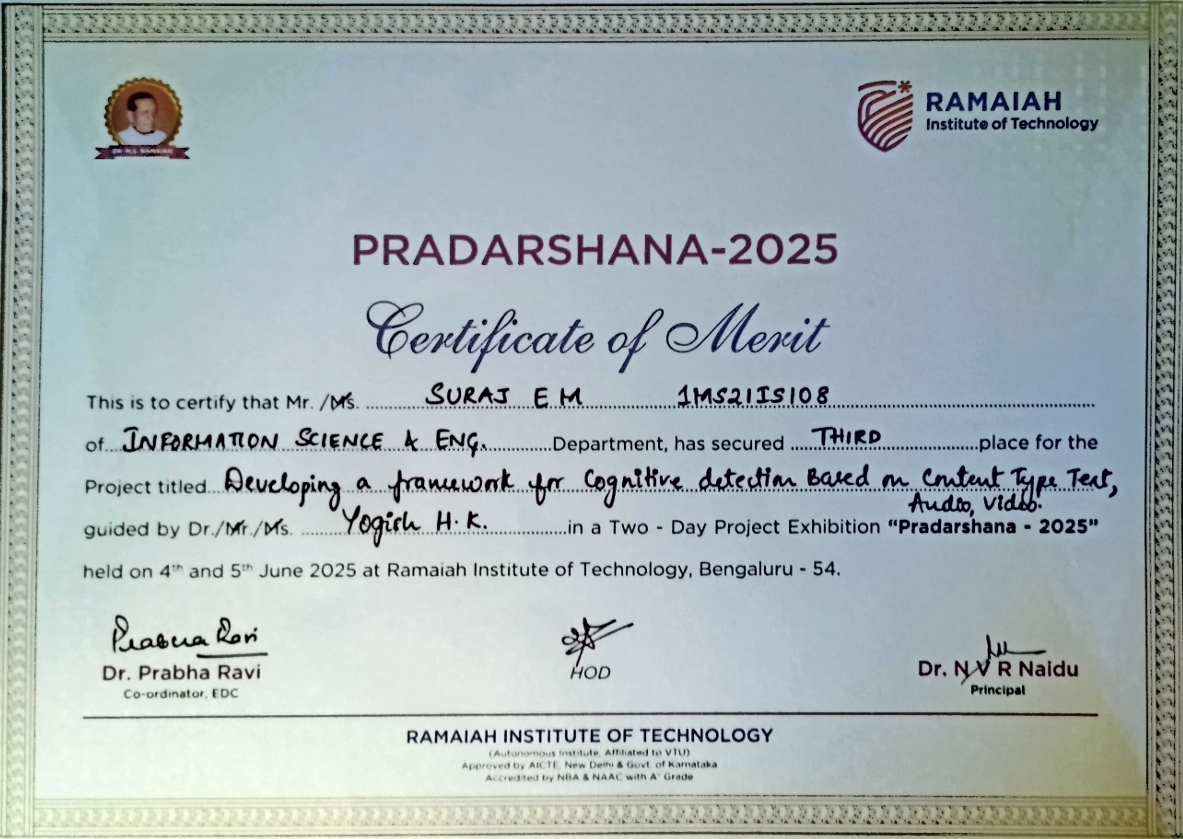 DR. M.S. RAMAIAH
RAMAIAH
Institute of Technology
PRADARSHANA-2025
Certificate of Merit
This is to certify that Mr. /Ms. SURAJ E M 1MS21IS108
of INFORMATION SCIENCE & ENG. Department, has secured THIRD place for the
Project titled Developing a framework for Cognitive detection Based on Content Type Text,
Audio, Video.
guided by Dr./Mr./Ms. Yogish H.K. in a Two - Day Project Exhibition “Pradarshana - 2025”
held on 4th and 5th June 2025 at Ramaiah Institute of Technology, Bengaluru - 54.
Prabha Ravi
Dr. Prabha Ravi
Co-ordinator, EDC
HOD
Dr. N V R Naidu
Principal
RAMAIAH INSTITUTE OF TECHNOLOGY
(Autonomous Institute, Affiliated to VTU)
Approved by AICTE, New Delhi & Govt. of Karnataka
Accredited by NBA & NAAC with A+ Grade